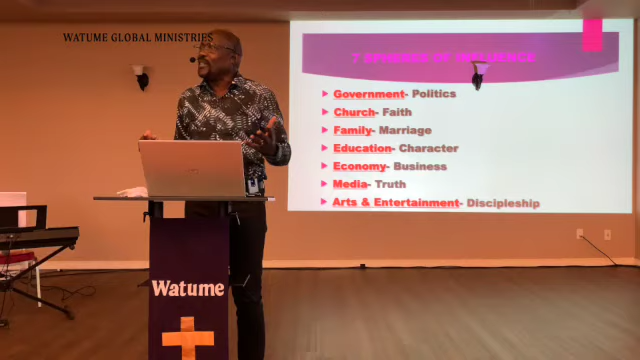 WATUME GLOBAL MINISTRIES
7 SPHERES OF INFLUENCE
Government- Politics
Church- Faith
Family- Marriage
Education- Character
Economy- Business
Media- Truth
Arts & Entertainment- Discipleship
Watume